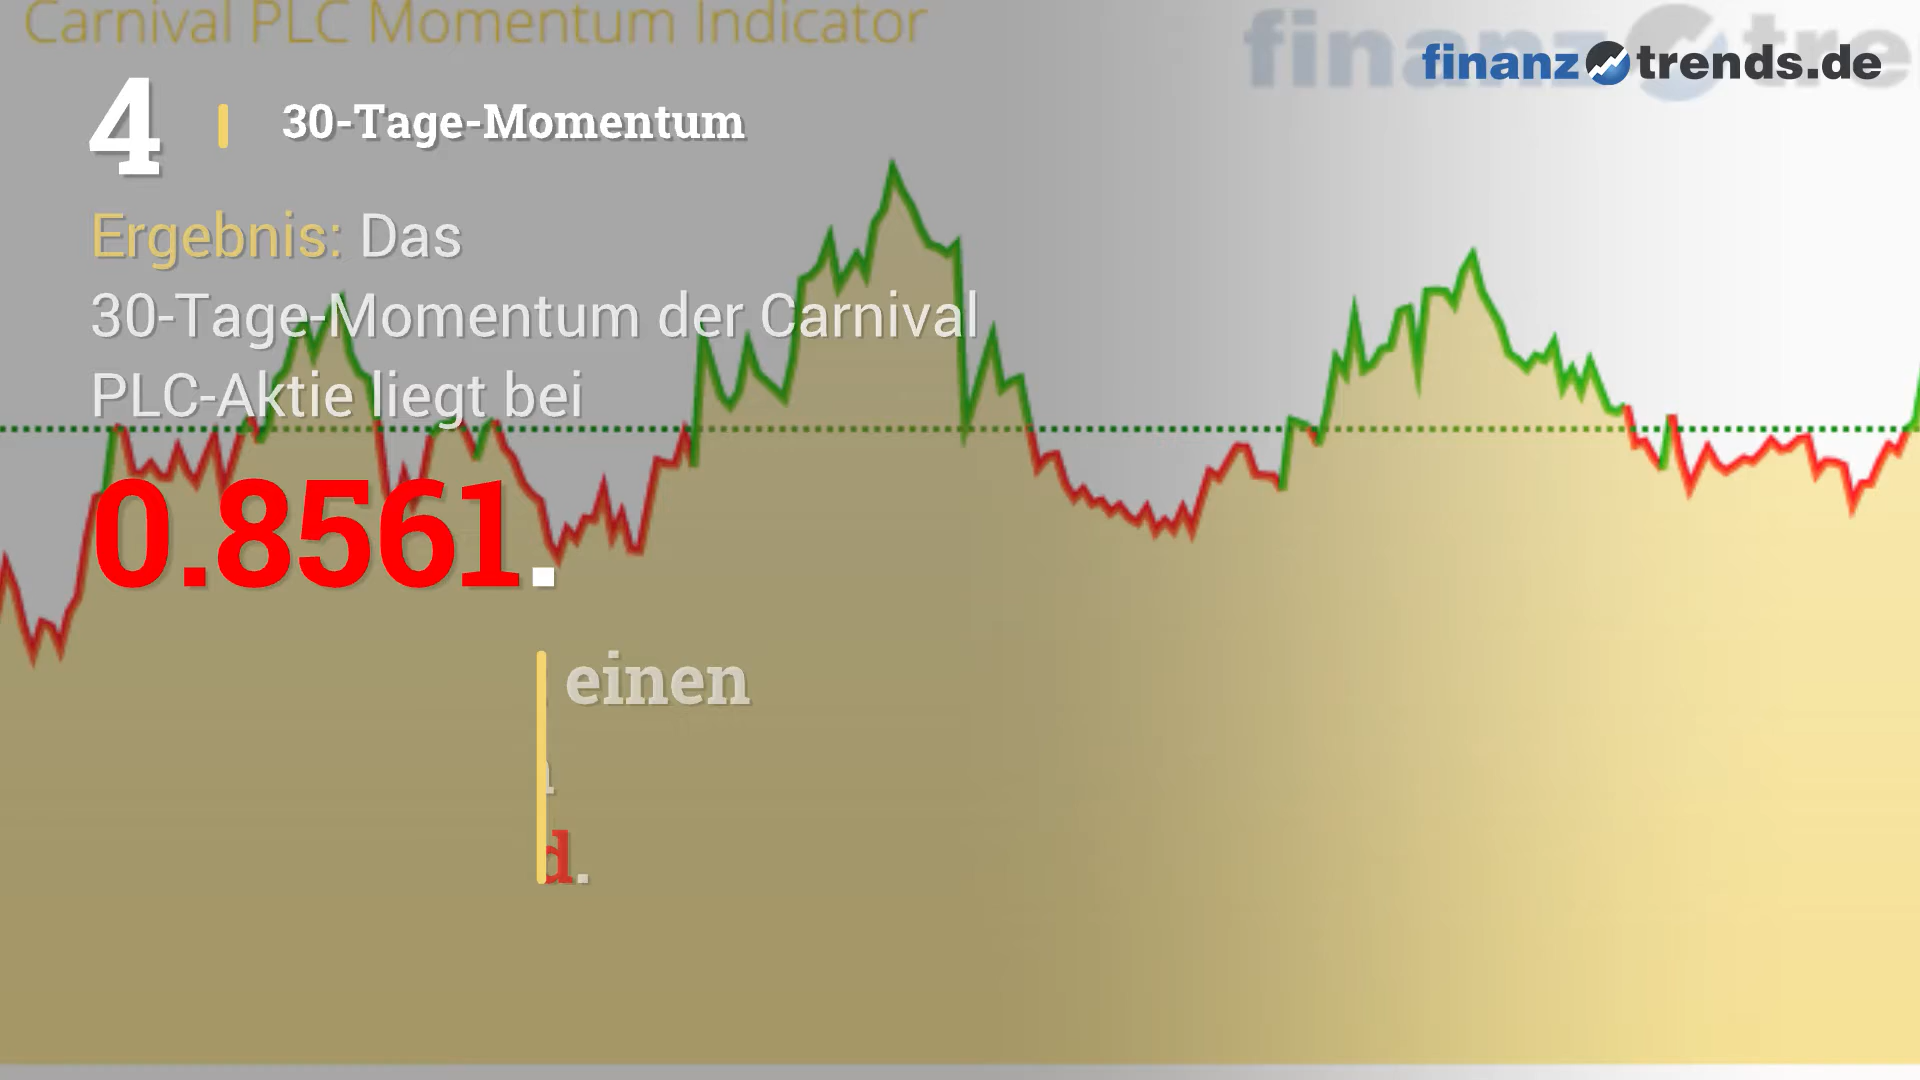 Carnival PLC Momentum Indicator
finanztrends.de
4 30-Tage-Momentum
Ergebnis: Das
30-Tage-Momentum der Carnival
PLC-Aktie liegt bei
0.8561.
einen
d.